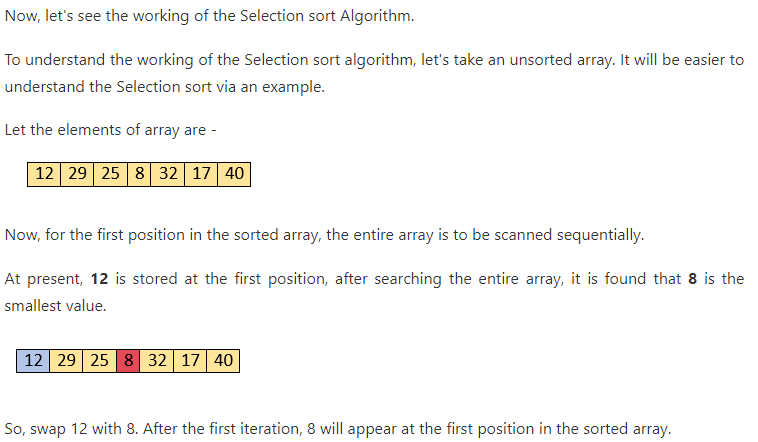 Now, let's see the working of the Selection sort Algorithm.
To understand the working of the Selection sort algorithm, let's take an unsorted array. It will be easier to
understand the Selection sort via an example.
Let the elements of array are -
12 29 25 8 32 17 40
Now, for the first position in the sorted array, the entire array is to be scanned sequentially.
At present, 12 is stored at the first position, after searching the entire array, it is found that 8 is the
smallest value.
12 29 25 8 32 17 40
So, swap 12 with 8. After the first iteration, 8 will appear at the first position in the sorted array.